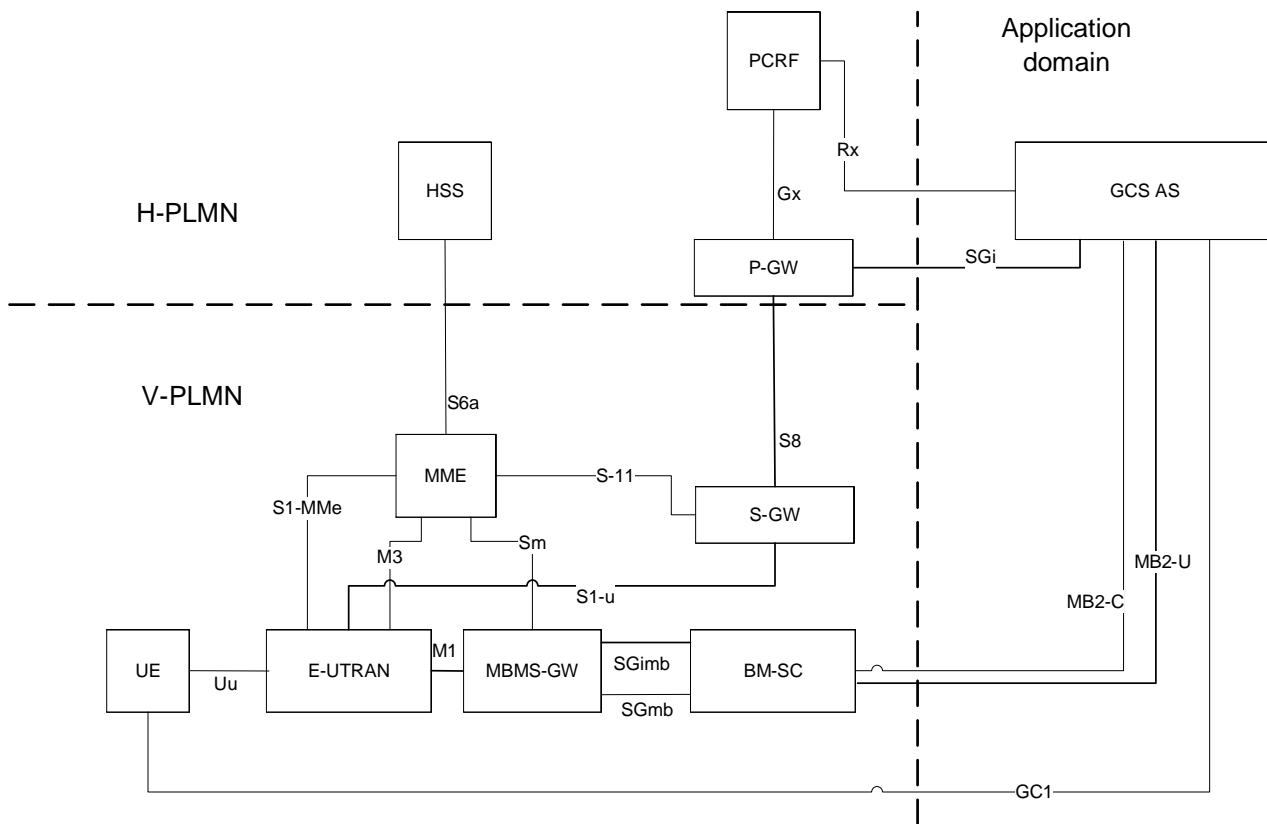 Application
domain
PCRF
Rx
HSS
Gx
GCS AS
H-PLMN
P-GW
SGi
V-PLMN
S6a
S8
MME
S-11
S1-MMe
S-GW
M3
Sm
MB2-U
S1-u
MB2-C
UE
Uu
E-UTRAN
M1
MBMS-GW
SGimb
SGmb
BM-SC
GC1